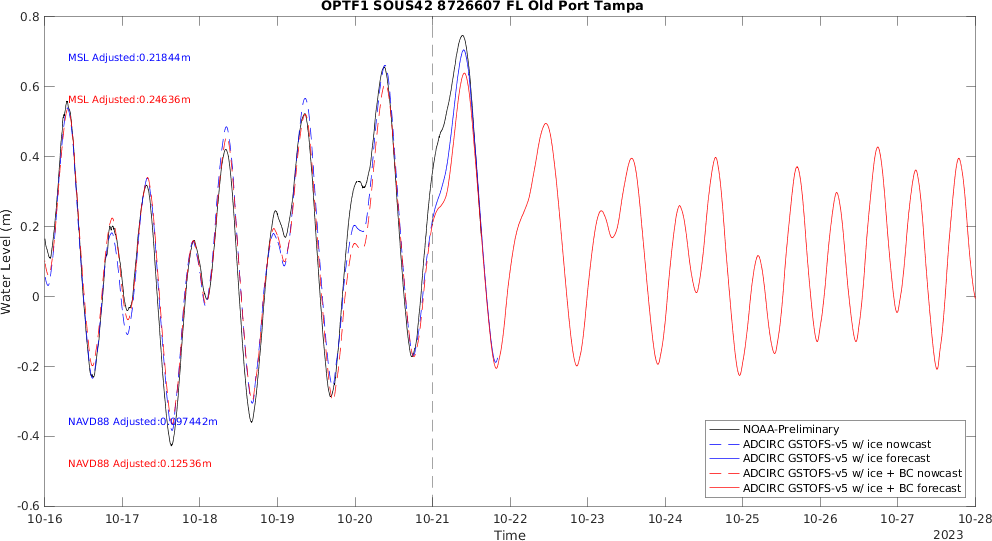 OPTF1 SOUS42 8726607 FL Old Port Tampa
0.8
0.6
0.4
0.2
0
-0.2
-0.4
-0.6
Water Level (m)
MSL Adjusted:0.21844m
MSL Adjusted:0.24636m
NAVD88 Adjusted:0.097442m
NAVD88 Adjusted:0.12536m
NOAA-Preliminary
ADCIRC GSTOFS-v5 w/ ice nowcast
ADCIRC GSTOFS-v5 w/ ice forecast
ADCIRC GSTOFS-v5 w/ ice + BC nowcast
ADCIRC GSTOFS-v5 w/ ice + BC forecast
10-16 10-17 10-18 10-19 10-20 10-21 10-22 10-23 10-24 10-25 10-26 10-27 10-28
Time
2023